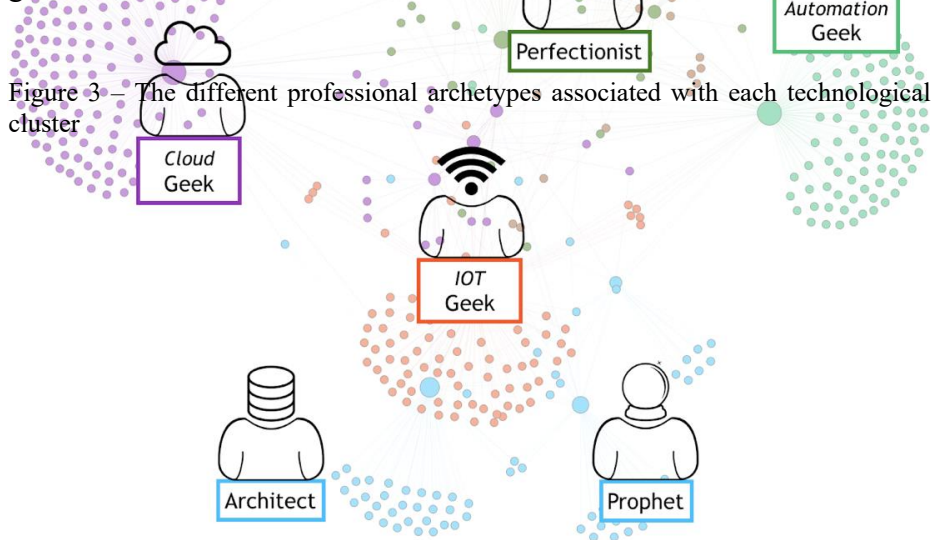 Automation
Geek
Perfectionist
Figure 3 – The different professional archetypes associated with each technological
cluster
Cloud
Geek
IOT
Geek
Architect
Prophet